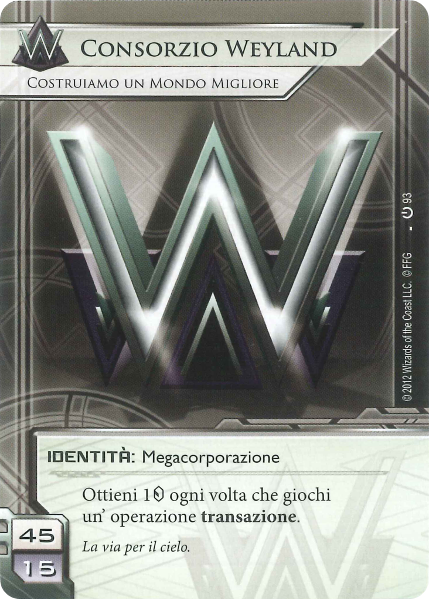 Consorzio Weyland
Costruiamo un Mondo Migliore
© 2012 Wizards of the Coast LLC. © FFG 93
IDENTITÀ: Megacorporazione
Ottieni 1 ogni volta che giochi
un' operazione transazione.
La via per il cielo.
45
15